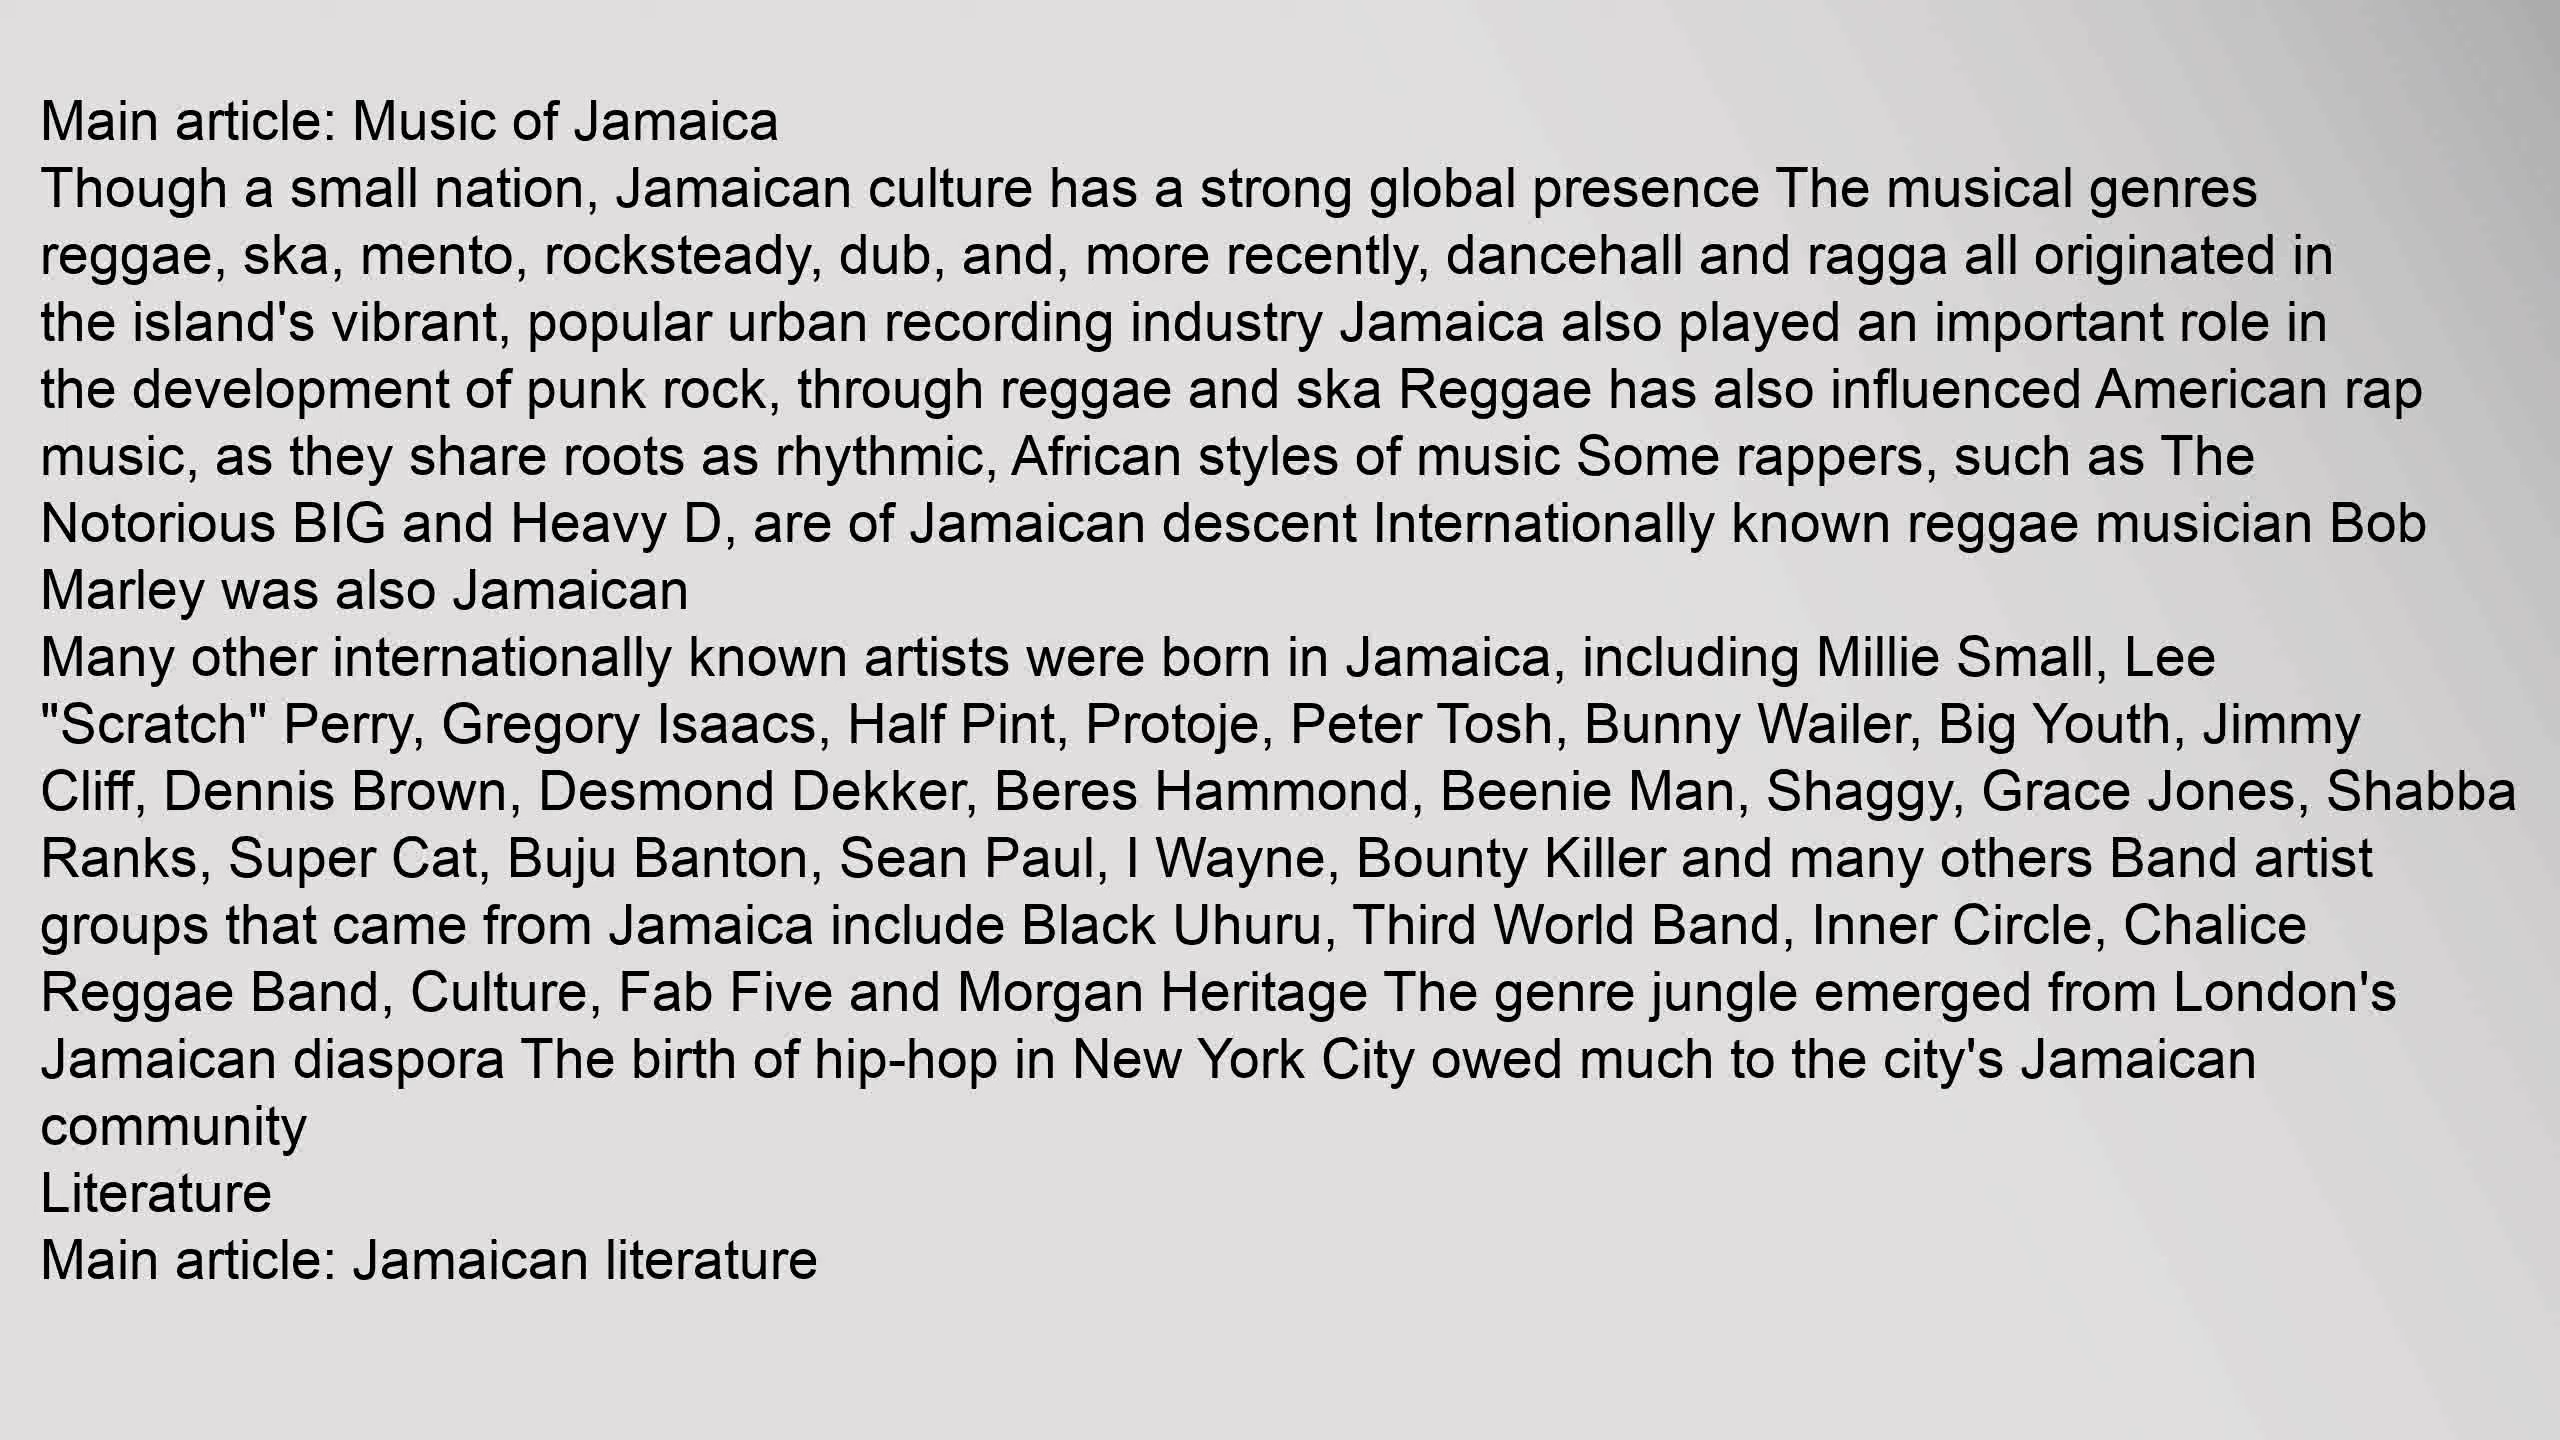 Main article: Music of Jamaica
Though a small nation, Jamaican culture has a strong global presence The musical genres
reggae, ska, mento, rocksteady, dub, and, more recently, dancehall and ragga all originated in
the island's vibrant, popular urban recording industry Jamaica also played an important role in
the development of punk rock, through reggae and ska Reggae has also influenced American rap
music, as they share roots as rhythmic, African styles of music Some rappers, such as The
Notorious BIG and Heavy D, are of Jamaican descent Internationally known reggae musician Bob
Marley was also Jamaican
Many other internationally known artists were born in Jamaica, including Millie Small, Lee
"Scratch" Perry, Gregory Isaacs, Half Pint, Protoje, Peter Tosh, Bunny Wailer, Big Youth, Jimmy
Cliff, Dennis Brown, Desmond Dekker, Beres Hammond, Beenie Man, Shaggy, Grace Jones, Shabba
Ranks, Super Cat, Buju Banton, Sean Paul, I Wayne, Bounty Killer and many others Band artist
groups that came from Jamaica include Black Uhuru, Third World Band, Inner Circle, Chalice
Reggae Band, Culture, Fab Five and Morgan Heritage The genre jungle emerged from London's
Jamaican diaspora The birth of hip-hop in New York City owed much to the city's Jamaican
community
Literature
Main article: Jamaican literature